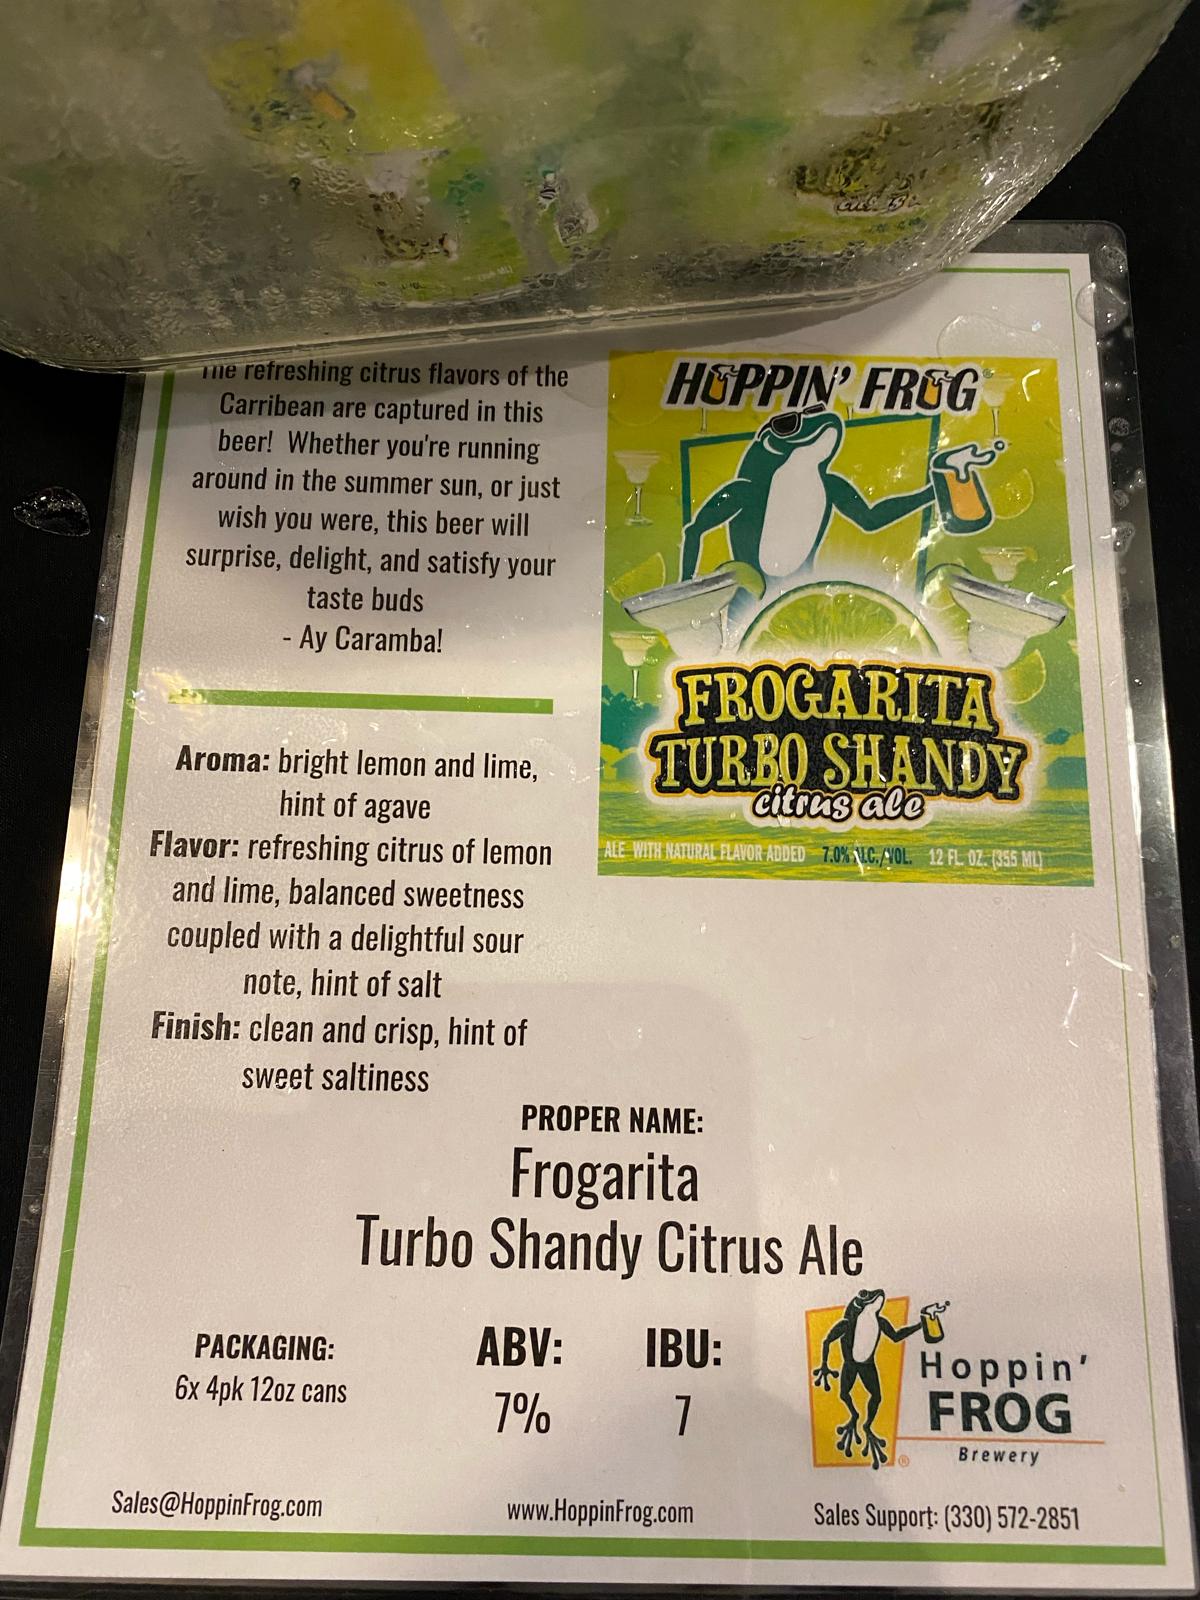 The refreshing citrus flavors of the
Carribean are captured in this
beer! Whether you're running
around in the summer sun, or just
wish you were, this beer will
surprise, delight, and satisfy your
taste buds
- Ay Caramba!
Aroma: bright lemon and lime,
hint of agave
Flavor: refreshing citrus of lemon
and lime, balanced sweetness
coupled with a delightful sour
note, hint of salt
Finish: clean and crisp, hint of
sweet saltiness
HOPPIN' FROG®
FROGARITA
TURBO SHANDY
citrus ale
ALE WITH NATURAL FLAVOR ADDED 7.0% ALC./VOL. 12 FL. OZ. (355 ML)
PROPER NAME:
Frogarita
Turbo Shandy Citrus Ale
PACKAGING:
6x 4pk 12oz cans
ABV:
7%
IBU:
7
Hoppin'
FROG
Brewery
®
Sales@HoppinFrog.com
www.HoppinFrog.com
Sales Support: (330) 572-2851